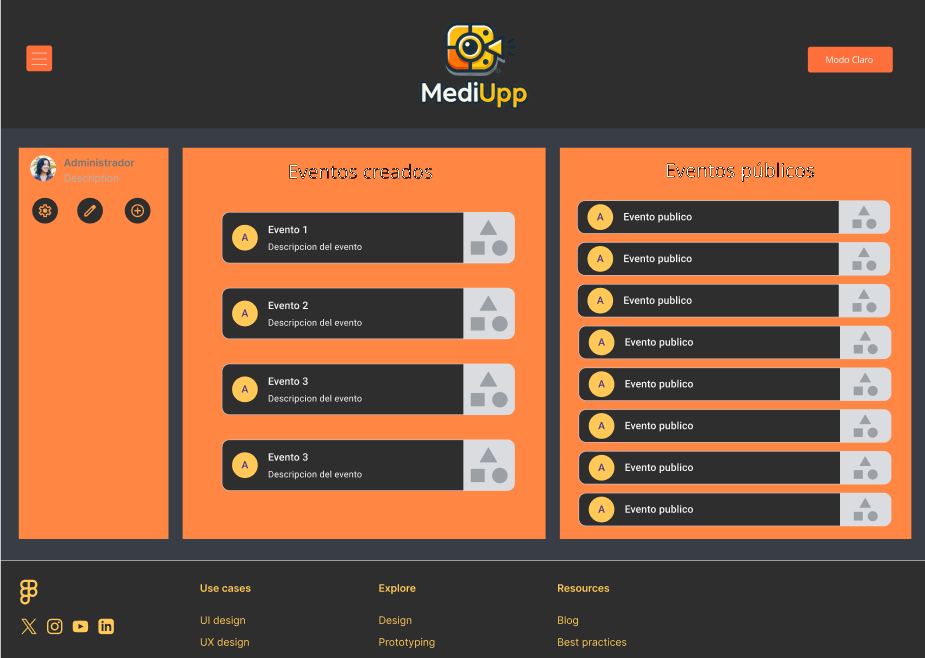 MediUpp
Modo Claro
Administrador
Description
Eventos creados
A
Evento 1
Descripcion del evento
A
Evento 2
Descripcion del evento
A
Evento 3
Descripcion del evento
A
Evento 3
Descripcion del evento
Eventos públicos
A Evento publico
A Evento publico
A Evento publico
A Evento publico
A Evento publico
A Evento publico
A Evento publico
A Evento publico
Use cases
UI design
UX design
Explore
Design
Prototyping
Resources
Blog
Best practices